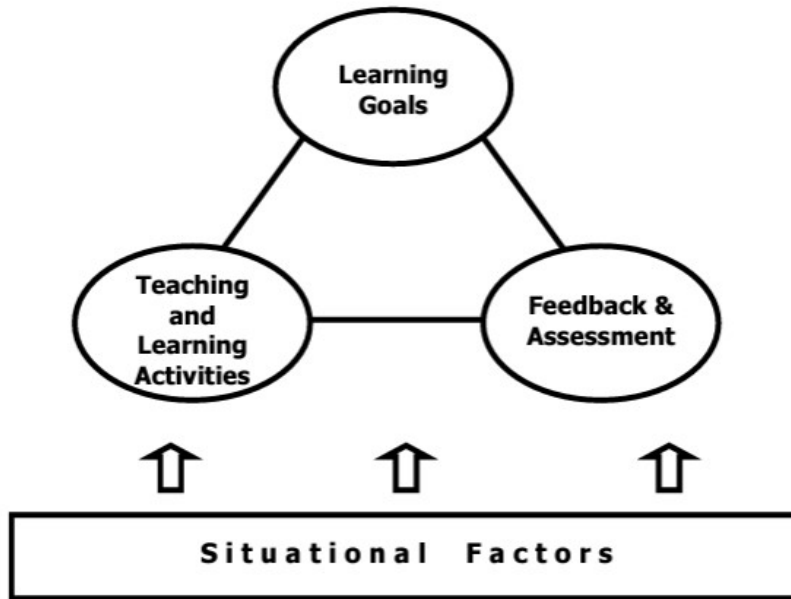 Learning
Goals
Teaching
and
Learning
Activities
Feedback &
Assessment
Situational Factors